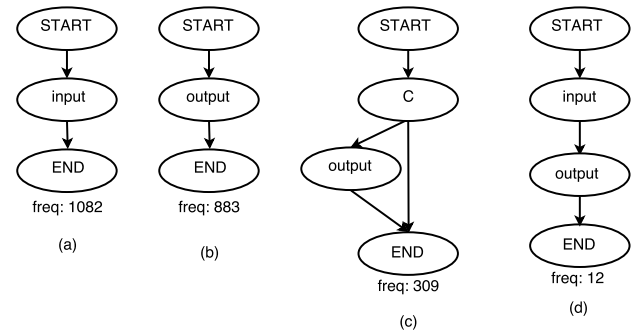 START
input
END
freq: 1082
(a)
START
output
END
freq: 883
(b)
START
C
output
END
freq: 309
(c)
START
input
output
END
freq: 12
(d)